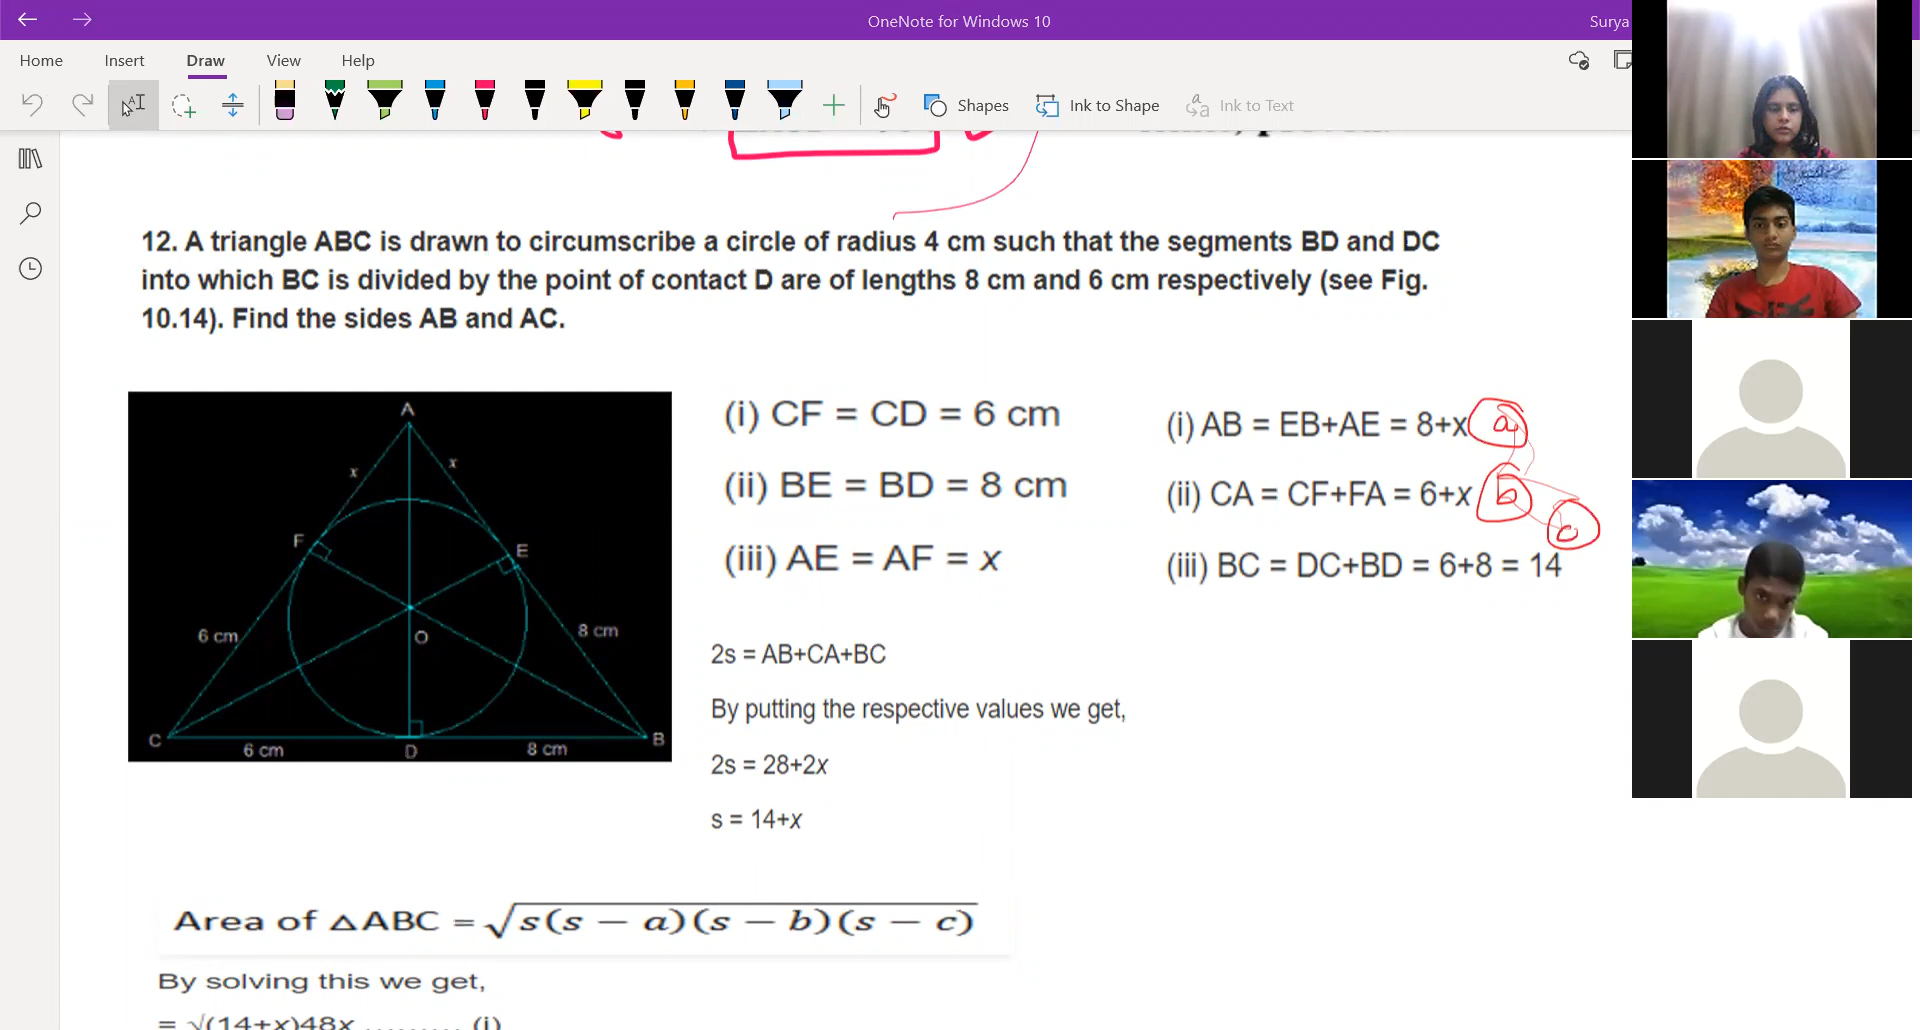 OneNote for Windows 10
Surya
Home Insert Draw View Help
Shapes Ink to Shape Ink to Text
12. A triangle ABC is drawn to circumscribe a circle of radius 4 cm such that the segments BD and DC
into which BC is divided by the point of contact D are of lengths 8 cm and 6 cm respectively (see Fig.
10.14). Find the sides AB and AC.
A
x x
F E
6 cm O 8 cm
C 6 cm D 8 cm B
(i) CF = CD = 6 cm
(ii) BE = BD = 8 cm
(iii) AE = AF = x
(i) AB = EB+AE = 8+x a
(ii) CA = CF+FA = 6+x b
c
(iii) BC = DC+BD = 6+8 = 14
2s = AB+CA+BC
By putting the respective values we get,
2s = 28+2x
s = 14+x
Area of △ABC = √s(s − a)(s − b)(s − c)
By solving this we get,
= √(14+x)48x ......... (i)